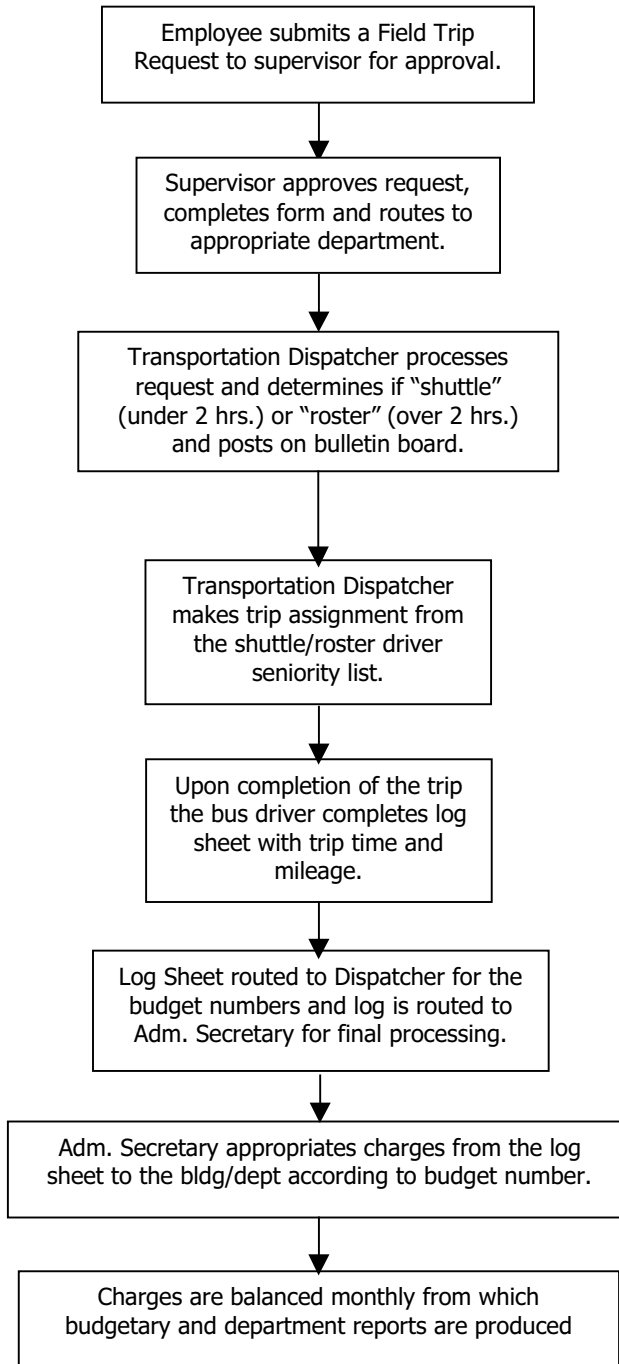 Employee submits a Field Trip
Request to supervisor for approval.
Supervisor approves request,
completes form and routes to
appropriate department.
Transportation Dispatcher processes
request and determines if “shuttle”
(under 2 hrs.) or “roster” (over 2 hrs.)
and posts on bulletin board.
Transportation Dispatcher
makes trip assignment from
the shuttle/roster driver
seniority list.
Upon completion of the trip
the bus driver completes log
sheet with trip time and
mileage.
Log Sheet routed to Dispatcher for the
budget numbers and log is routed to
Adm. Secretary for final processing.
Adm. Secretary appropriates charges from the log
sheet to the bldg/dept according to budget number.
Charges are balanced monthly from which
budgetary and department reports are produced